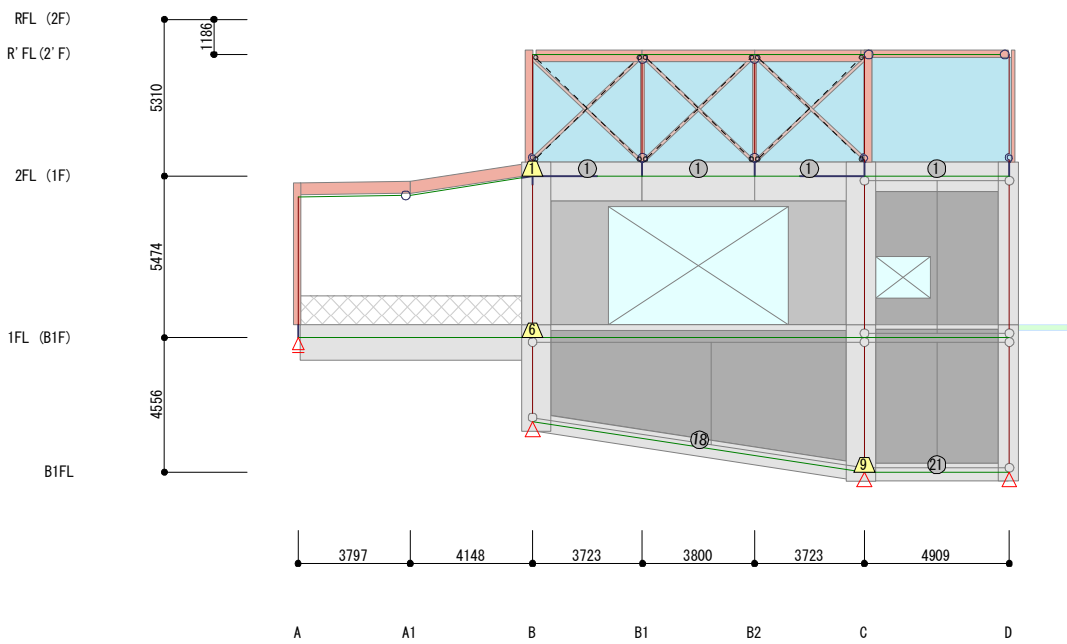 RFL (2F)
1186
R'FL(2'F)
5310
1
1
1
1
1
2FL (1F)
5474
6
1FL (B1F)
4556
18
9
21
B1FL
3797
4148
3723
3800
3723
4909
A
A1
B
B1
B2
C
D